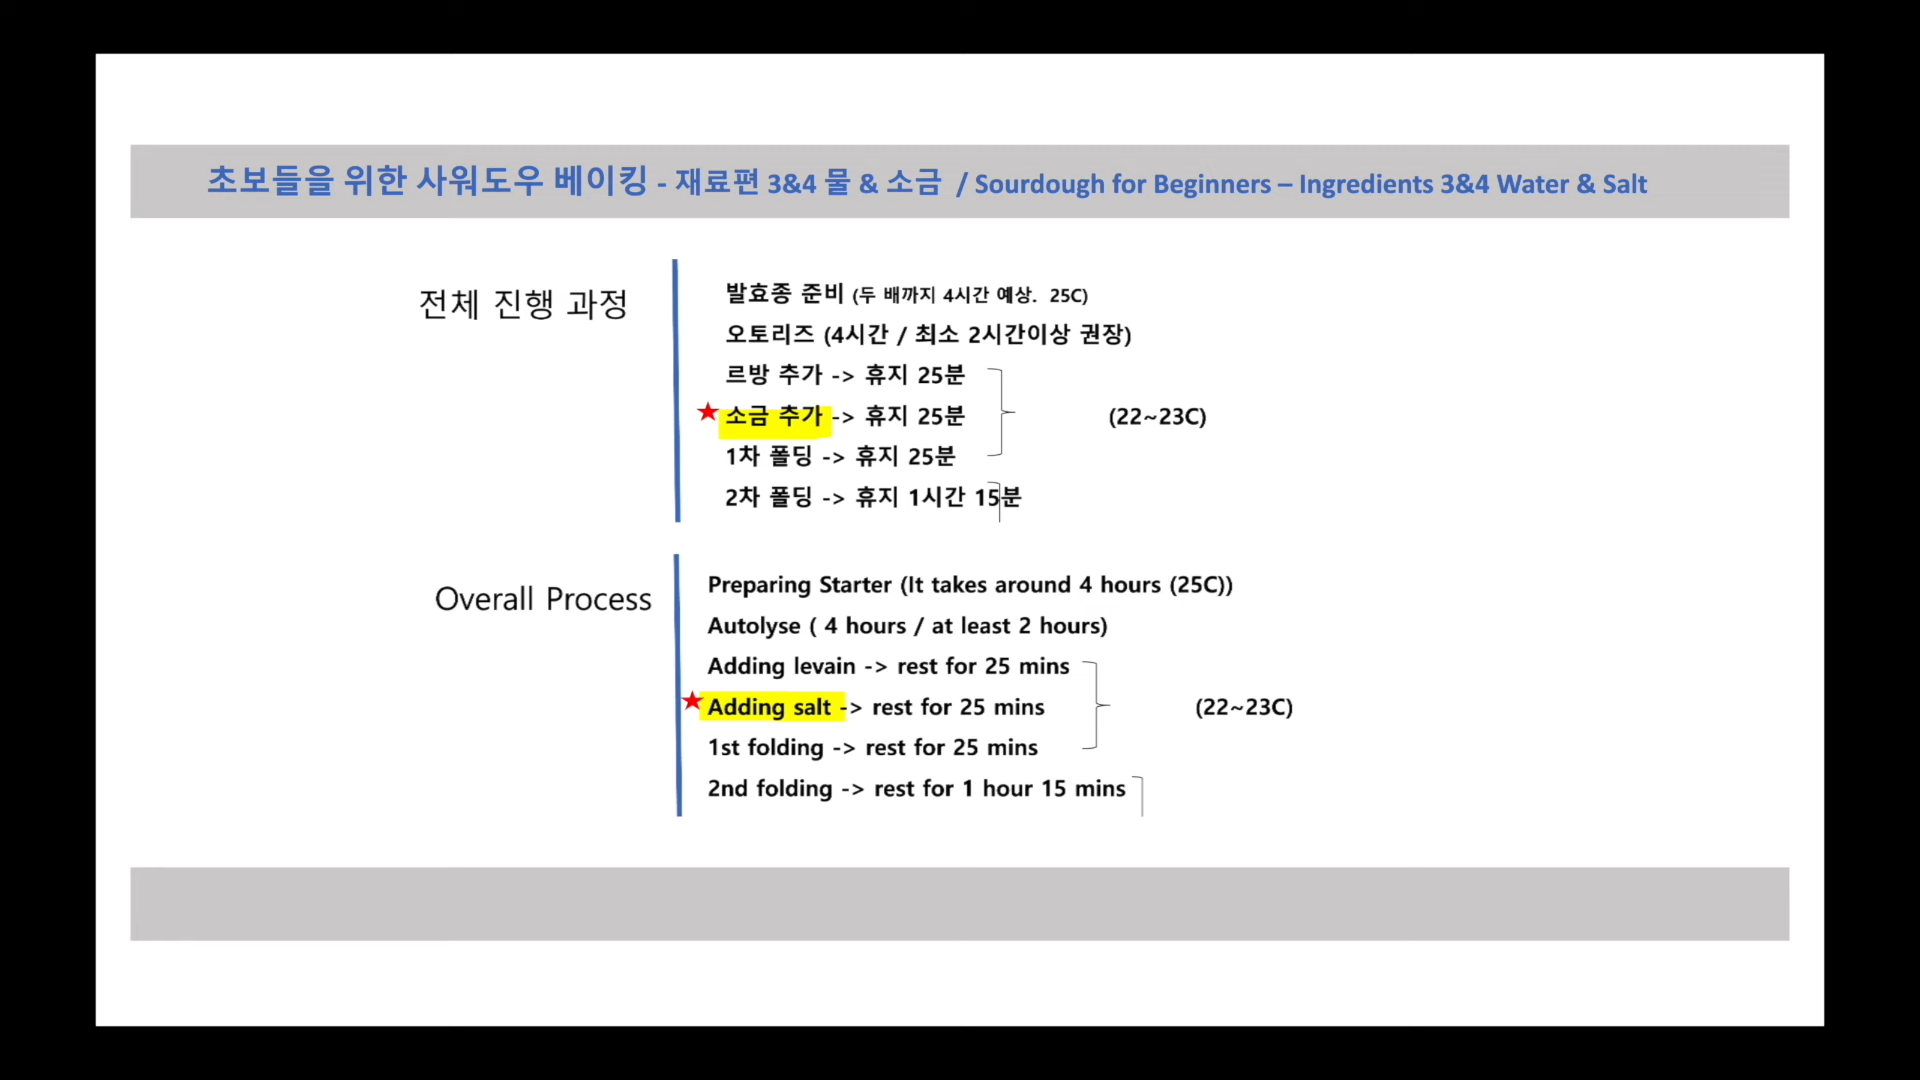 초보들을 위한 사워도우 베이킹 - 재료편 3&4 물 & 소금 / Sourdough for Beginners – Ingredients 3&4 Water & Salt
전체 진행 과정
발효종 준비 (두 배까지 4시간 예상. 25C)
오토리즈 (4시간 / 최소 2시간이상 권장)
르방 추가 -> 휴지 25분
소금 추가 -> 휴지 25분 (22~23C)
1차 폴딩 -> 휴지 25분
2차 폴딩 -> 휴지 1시간 15분
Overall Process
Preparing Starter (It takes around 4 hours (25C))
Autolyse ( 4 hours / at least 2 hours)
Adding levain -> rest for 25 mins
Adding salt -> rest for 25 mins (22~23C)
1st folding -> rest for 25 mins
2nd folding -> rest for 1 hour 15 mins